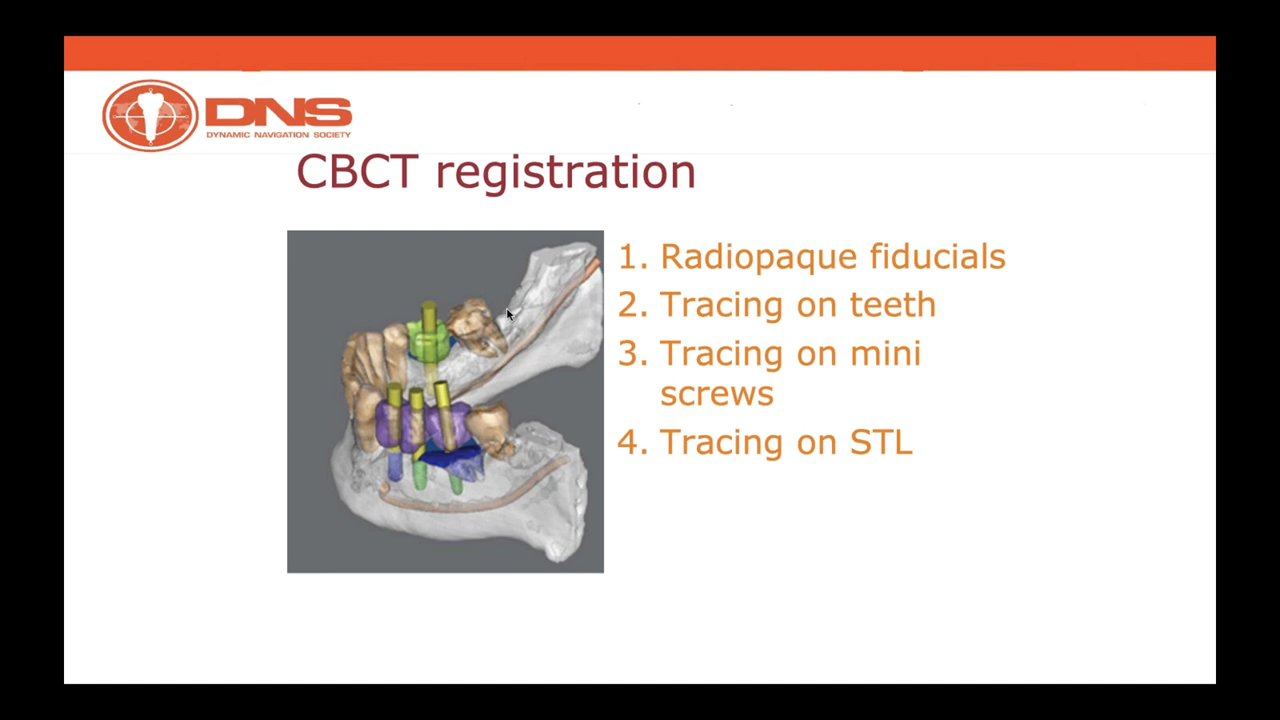 DNS
DYNAMIC NAVIGATION SOCIETY
CBCT registration
1. Radiopaque fiducials
2. Tracing on teeth
3. Tracing on mini
screws
4. Tracing on STL